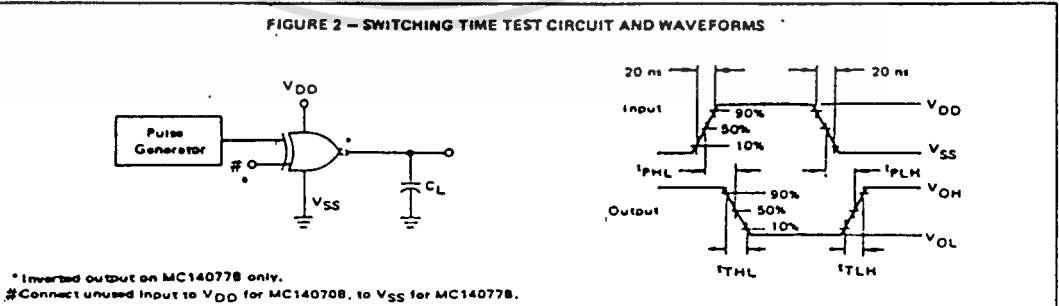 FIGURE 2 – SWITCHING TIME TEST CIRCUIT AND WAVEFORMS
VDD
Pulse
Generator
*
#
*
VSS
CL
20 ns
20 ns
Input
90%
50%
10%
VDD
VSS
tPHL
tPLH
Output
90%
50%
10%
VOH
VOL
tTHL
tTLH
* Inverted output on MC14077B only.
#Connect unused input to VDD for MC14070B, to VSS for MC14077B.